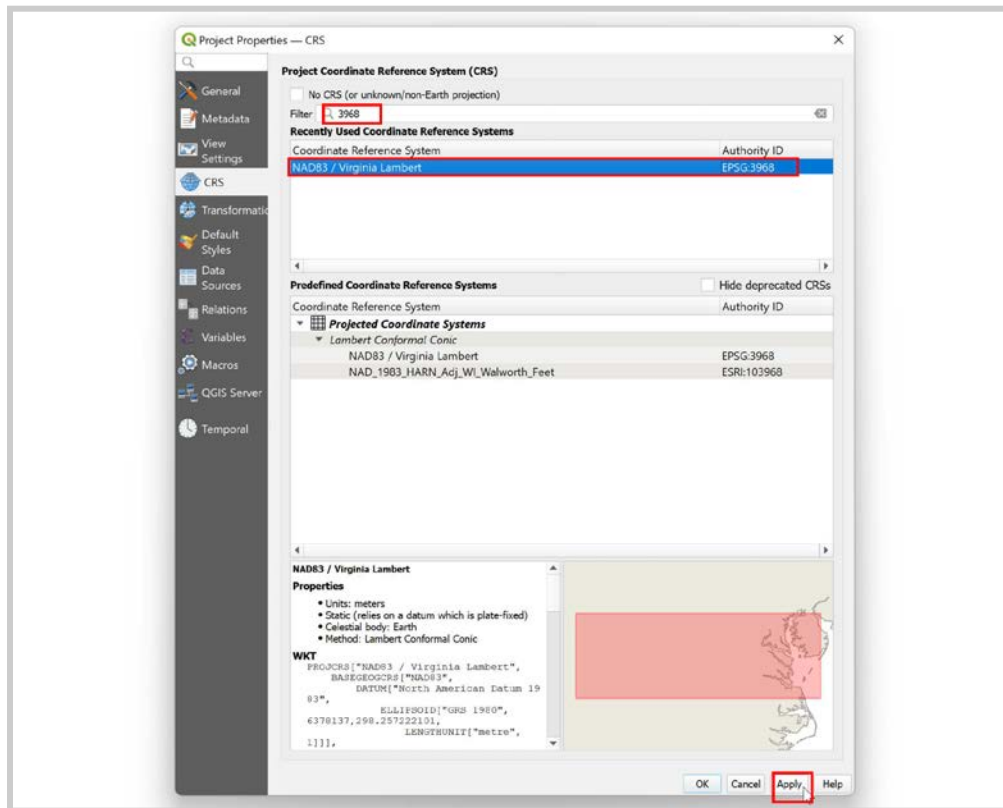 Project Properties — CRS
Project Coordinate Reference System (CRS)
General
No CRS (or unknown/non-Earth projection)
Filter 3968
Metadata
Recently Used Coordinate Reference Systems
View
Settings
Coordinate Reference System Authority ID
NAD83 / Virginia Lambert EPSG:3968
CRS
Transformatic
Default
Styles
Data
Sources
Predefined Coordinate Reference Systems Hide deprecated CRSs
Relations
Coordinate Reference System Authority ID
Projected Coordinate Systems
Variables
Lambert Conformal Conic
NAD83 / Virginia Lambert EPSG:3968
Macros
NAD_1983_HARN_Adj_WI_Walworth_Feet ESRI:103968
QGIS Server
Temporal
NAD83 / Virginia Lambert
Properties
• Units: meters
• Static (relies on a datum which is plate-fixed)
• Celestial body: Earth
• Method: Lambert Conformal Conic
WKT
PROJCRS["NAD83 / Virginia Lambert",
BASEGEOGCRS["NAD83",
DATUM["North American Datum 19
83",
ELLIPSOID["GRS 1980",
6378137,298.257222101,
LENGTHUNIT["metre",
1]]],
OK Cancel Apply Help